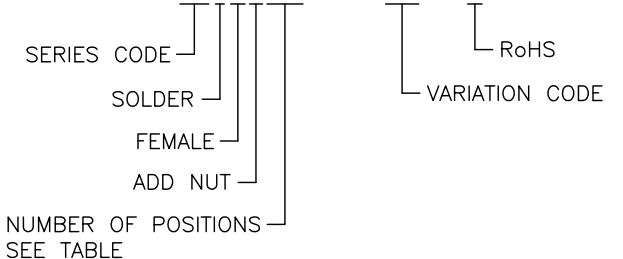 SERIES CODE
RoHS
SOLDER
VARIATION CODE
FEMALE
ADD NUT
NUMBER OF POSITIONS
SEE TABLE